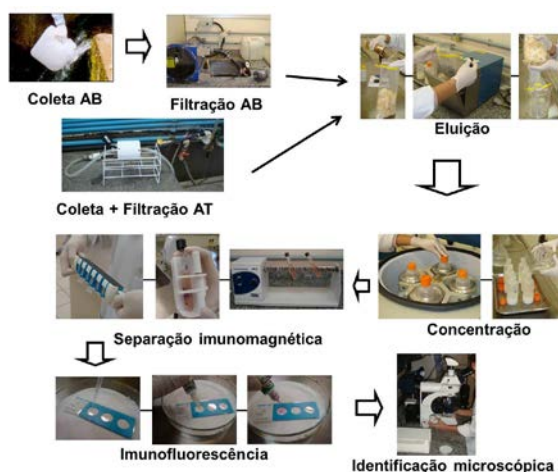 Coleta AB
Filtração AB
Eluição
Coleta + Filtração AT
Separação imunomagnética
Concentração
Imunofluorescência
Identificação microscópica